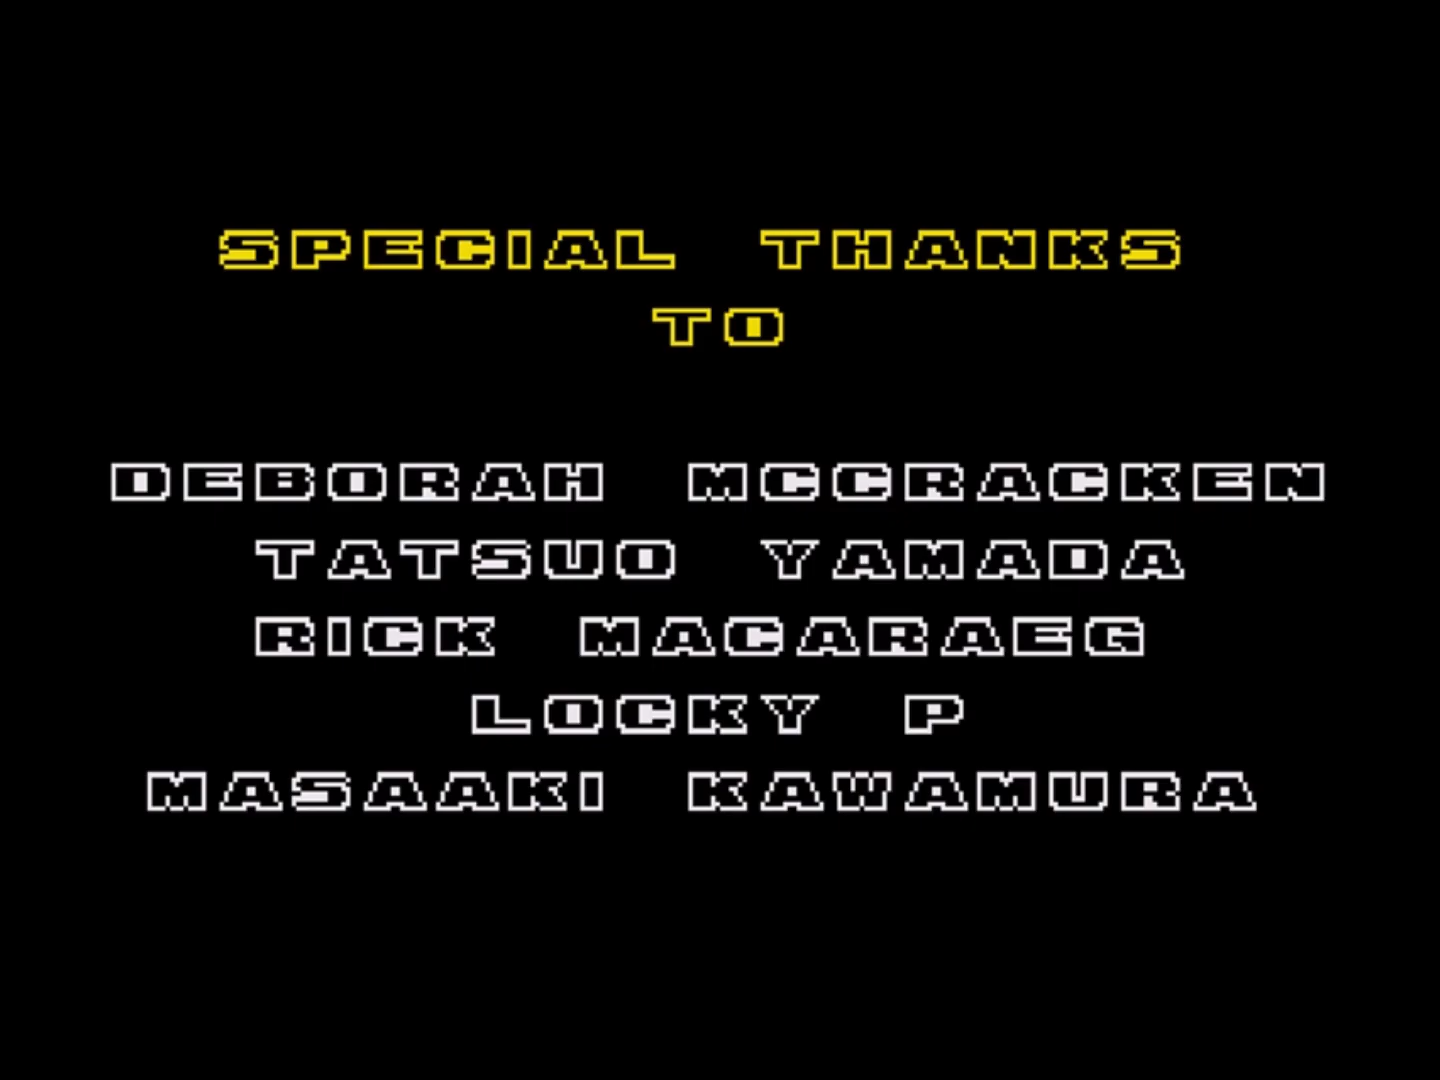 SPECIAL THANKS
TO
DEBORAH MCCRACKEN
TATSUO YAMADA
RICK MACARAEG
LOCKY P
MASAAKI KAWAMURA